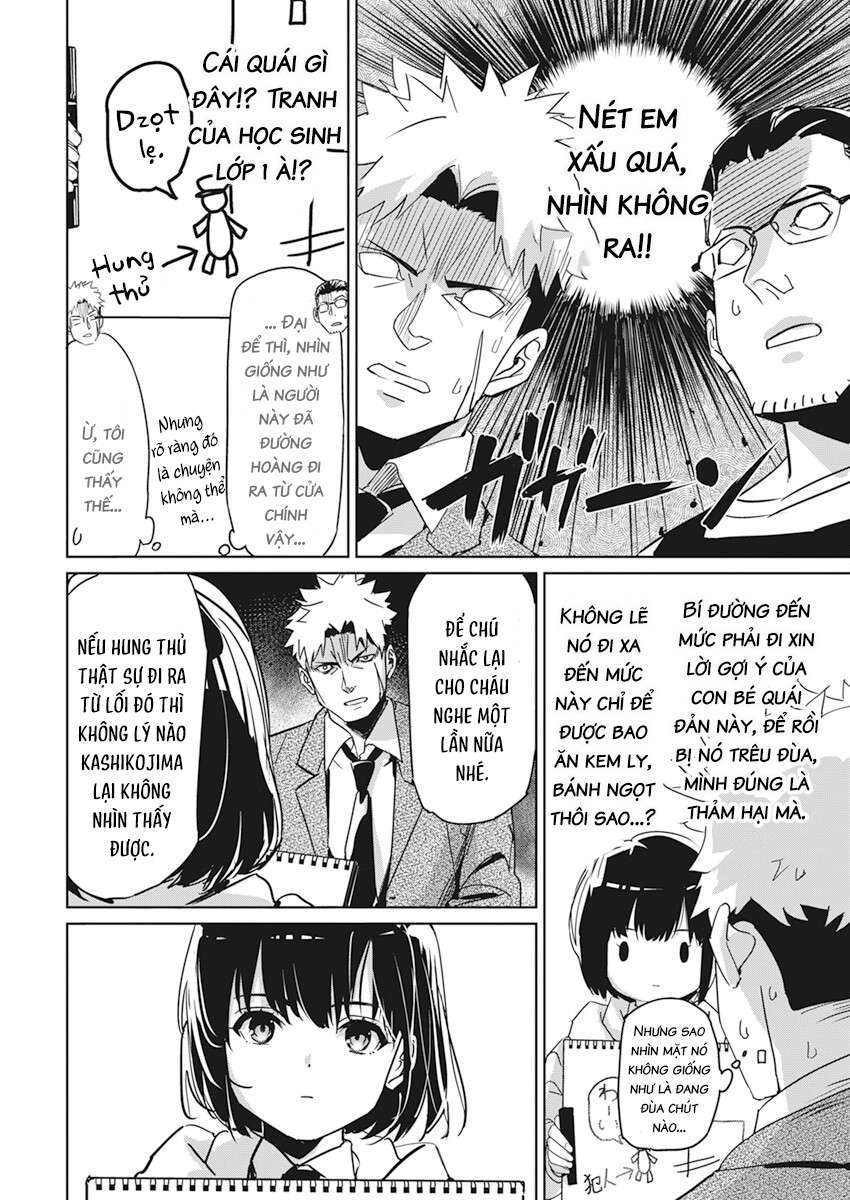 NÉT EM
XẤU QUÁ,
NHÌN KHÔNG
RA!!
ガガーン
CÁI QUÁI GÌ
ĐÂY!? TRANH
CỦA HỌC SINH
LỚP 1 À!?
Dzọt
lẹ.
Hung
thủ
... ĐẠI
ĐỂ THÌ, NHÌN
GIỐNG NHƯ
LÀ NGƯỜI
NÀY ĐÃ
ĐƯỜNG
HOÀNG ĐI
RA TỪ CỬA
CHÍNH
VẬY...
Nhưng
rõ ràng đó
là chuyện
không thể
mà...
Ừ, TÔI
CŨNG
THẤY
THẾ...
BÍ ĐƯỜNG ĐẾN
MỨC PHẢI ĐI XIN
LỜI GỢI Ý CỦA
CON BÉ QUÁI
ĐẢN NÀY, ĐỂ RỒI
BỊ NÓ TRÊU ĐÙA,
MÌNH ĐÚNG LÀ
THẢM HẠI MÀ.
KHÔNG LẼ
NÓ ĐI XA
ĐẾN MỨC
NÀY CHỈ ĐỂ
ĐƯỢC BAO
ĂN KEM LY,
BÁNH NGỌT
THÔI SAO...?
NHƯNG SAO
NHÌN MẶT NÓ
KHÔNG GIỐNG
NHƯ LÀ ĐANG
ĐÙA CHÚT
NÀO...
わーい
犯人
ĐỂ CHÚ
NHẮC LẠI
CHO CHÁU
NGHE MỘT
LẦN NỮA
NHÉ.
NẾU HUNG THỦ
THẬT SỰ ĐI RA
TỪ LỐI ĐÓ THÌ
KHÔNG LÝ NÀO
KASHIKOJIMA
LẠI KHÔNG
NHÌN THẤY
ĐƯỢC.